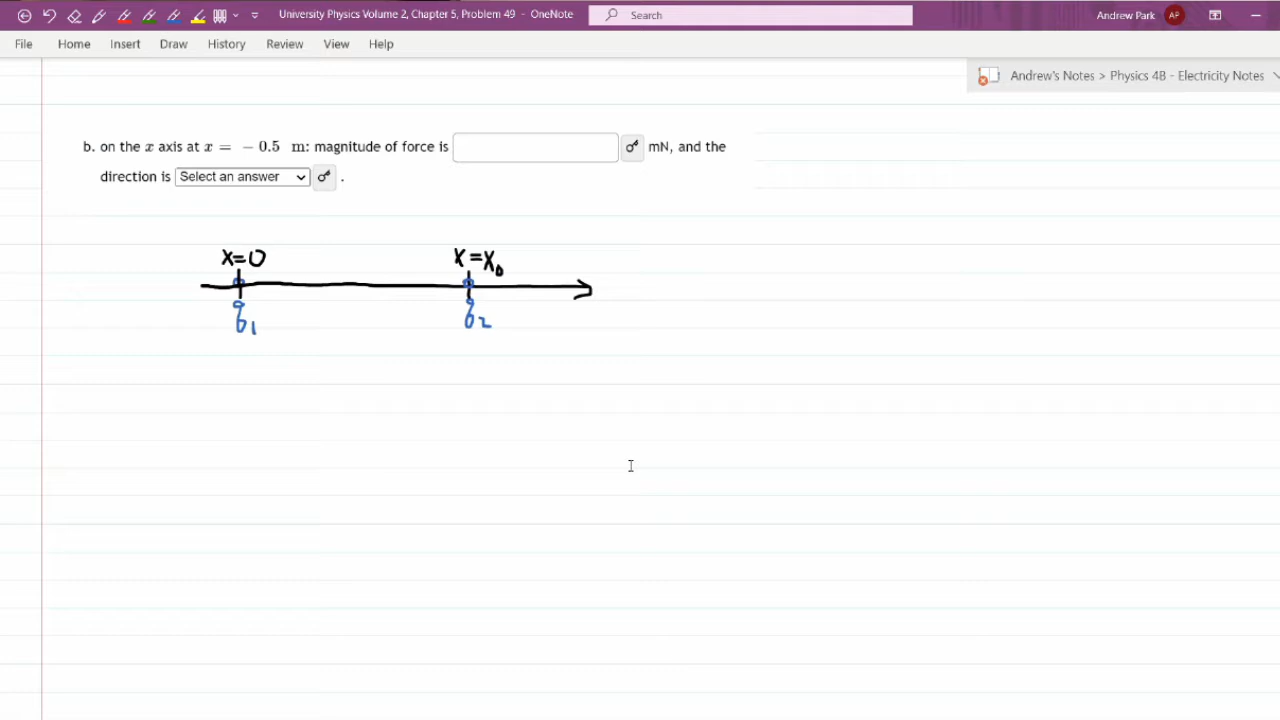 University Physics Volume 2, Chapter 5, Problem 49 - OneNote
Search
Andrew Park
AP
File Home Insert Draw History Review View Help
Andrew's Notes > Physics 4B - Electricity Notes
b. on the x axis at x = −0.5 m: magnitude of force is mN, and the
direction is Select an answer .
x=0 x=x₀
q₁ q₂